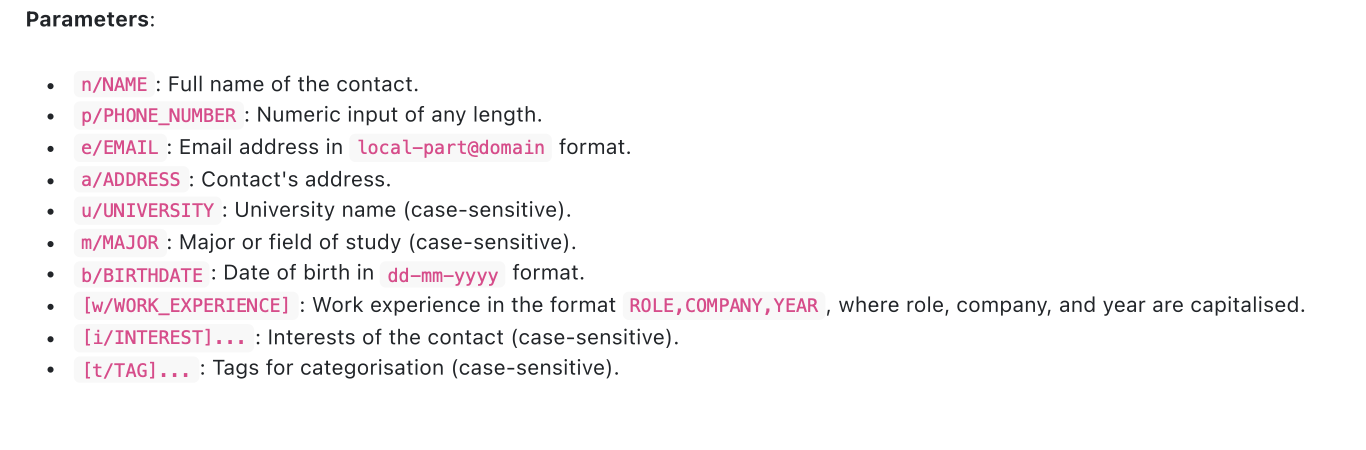 Parameters:
• n/NAME : Full name of the contact.
• p/PHONE_NUMBER : Numeric input of any length.
• e/EMAIL : Email address in local-part@domain format.
• a/ADDRESS : Contact's address.
• u/UNIVERSITY : University name (case-sensitive).
• m/MAJOR : Major or field of study (case-sensitive).
• b/BIRTHDATE : Date of birth in dd-mm-yyyy format.
• [w/WORK_EXPERIENCE] : Work experience in the format ROLE,COMPANY,YEAR , where role, company, and year are capitalised.
• [i/INTEREST]... : Interests of the contact (case-sensitive).
• [t/TAG]... : Tags for categorisation (case-sensitive).